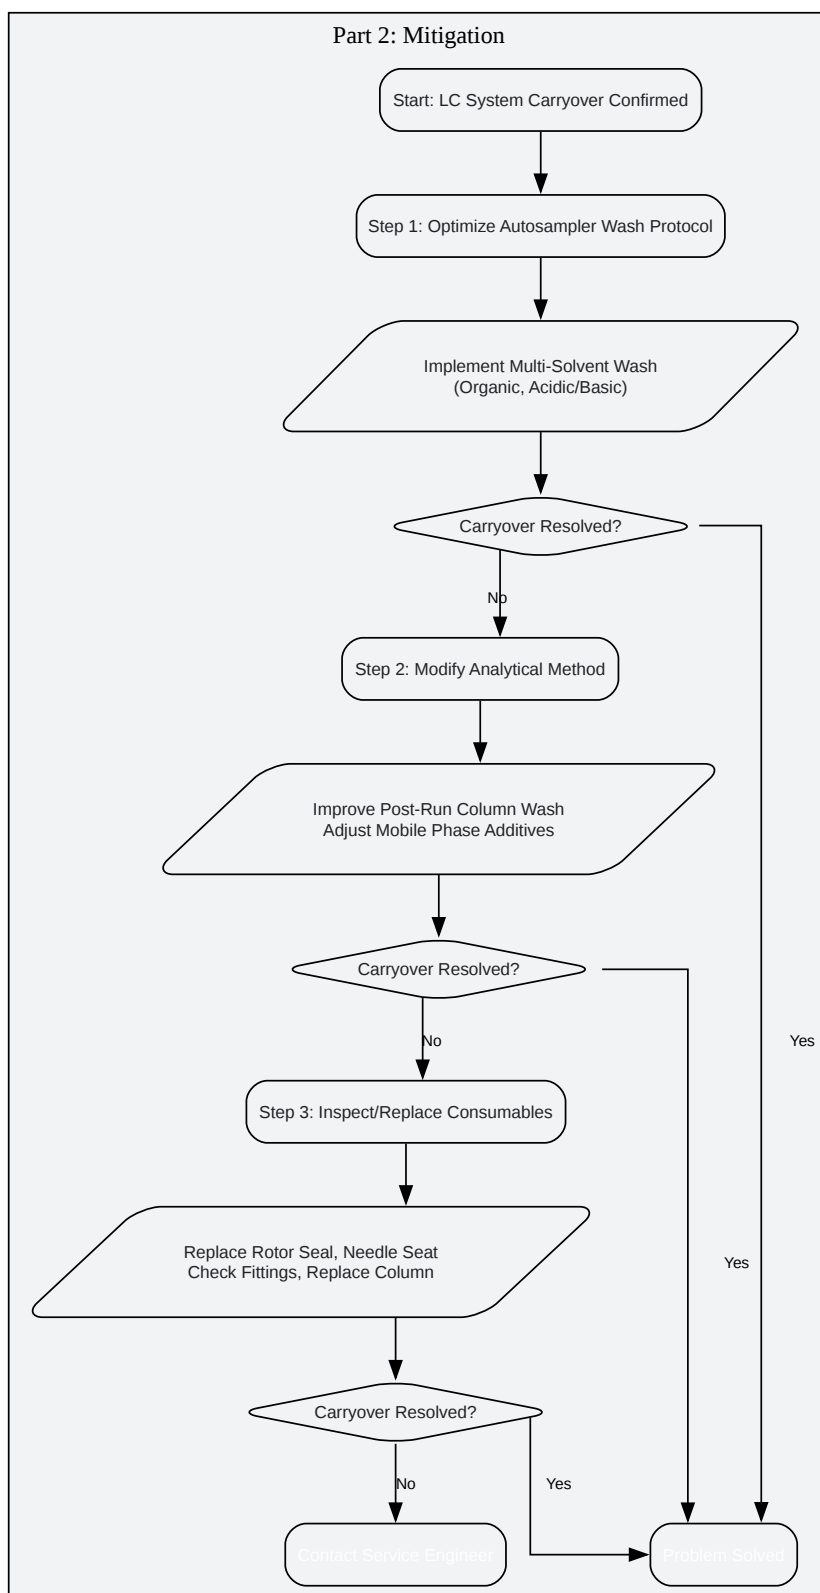 Part 2: Mitigation
Start: LC System Carryover Confirmed
Step 1: Optimize Autosampler Wash Protocol
Implement Multi-Solvent Wash
(Organic, Acidic/Basic)
Carryover Resolved?
No
Step 2: Modify Analytical Method
Improve Post-Run Column Wash
Adjust Mobile Phase Additives
Carryover Resolved?
No
Yes
Step 3: Inspect/Replace Consumables
Replace Rotor Seal, Needle Seat
Check Fittings, Replace Column
Yes
Carryover Resolved?
No
Yes
Contact Service Engineer
Problem Solved